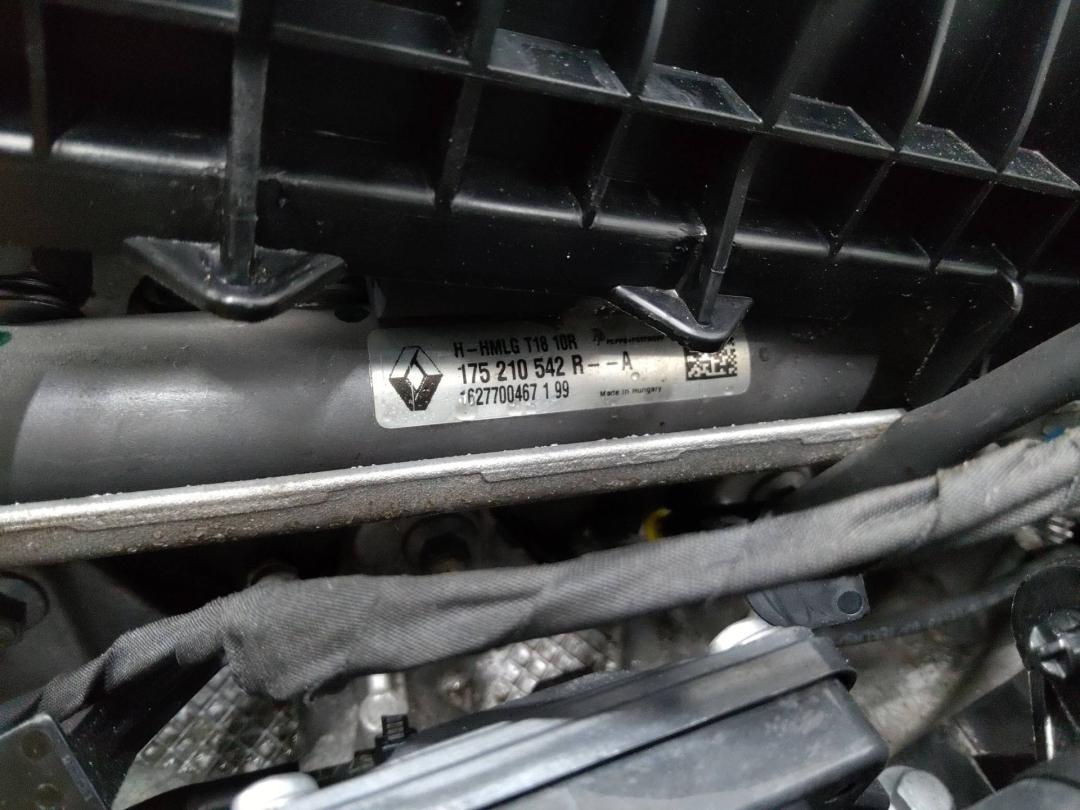 H-HMLG T18 10R
175 210 542 R--A
1627700467 1 99
Made in Hungary